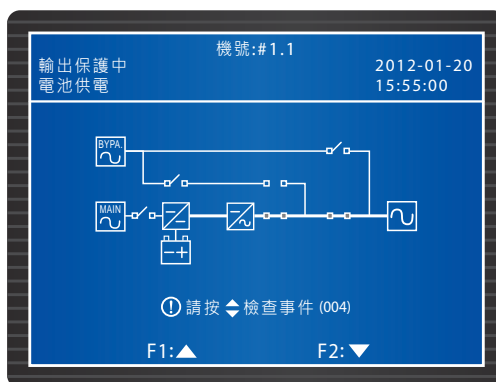 機號:#1.1
輸出保護中
電池供電
2012-01-20
15:55:00
BYPA.
MAIN
請按 檢查事件 (004)
F1:▲
F2:▼